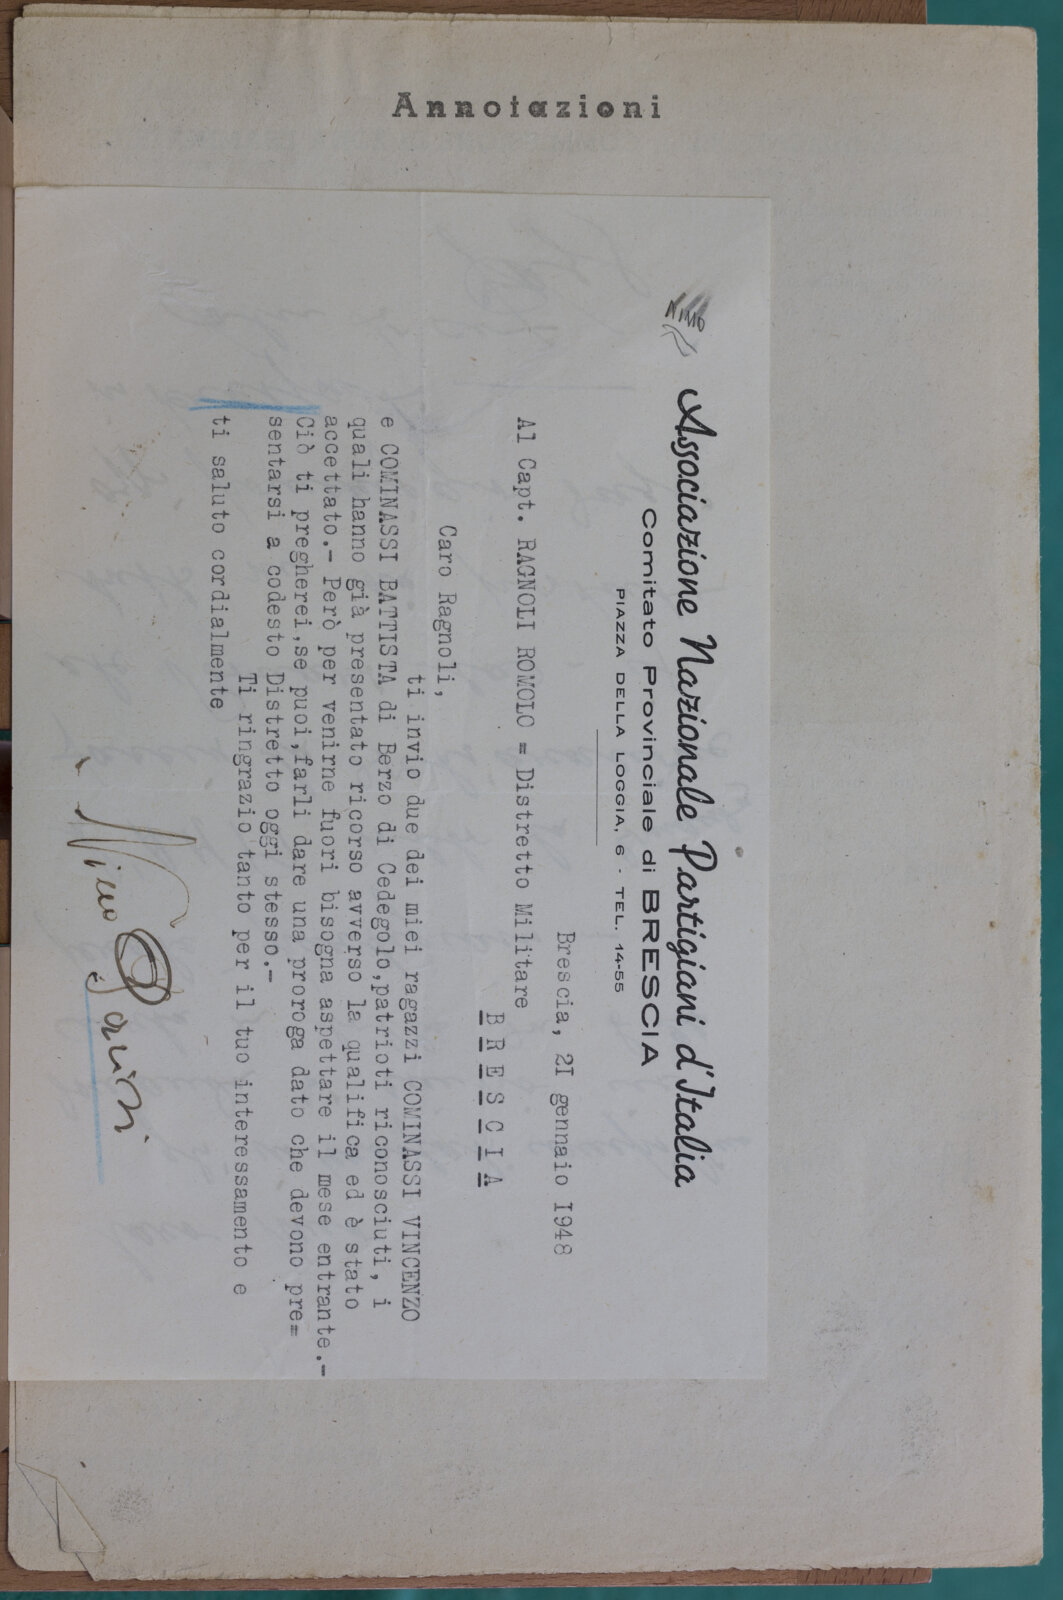 Annotazioni
NINO
Associazione Nazionale Partigiani d'Italia
Comitato Provinciale di BRESCIA
PIAZZA DELLA LOGGIA, 6 - TEL. 14-55
Brescia, 2I gennaio I948
Al Capt. RAGNOLI ROMOLO = Distretto Militare
B R E S C I A
Caro Ragnoli,
ti invio due dei miei ragazzi COMINASSI VINCENZO
e COMINASSI BATTISTA di Berzo di Cedegolo,patrioti riconosciuti, i
quali hanno già presentato ricorso avverso la qualifica ed è stato
accettato.- Però per venirne fuori bisogna aspettare il mese entrante.-
Ciò ti pregherei,se puoi,farli dare una proroga dato che devono pre=
sentarsi a codesto Distretto oggi stesso.-
Ti ringrazio tanto per il tuo interessamento e
ti saluto cordialmente
Nino